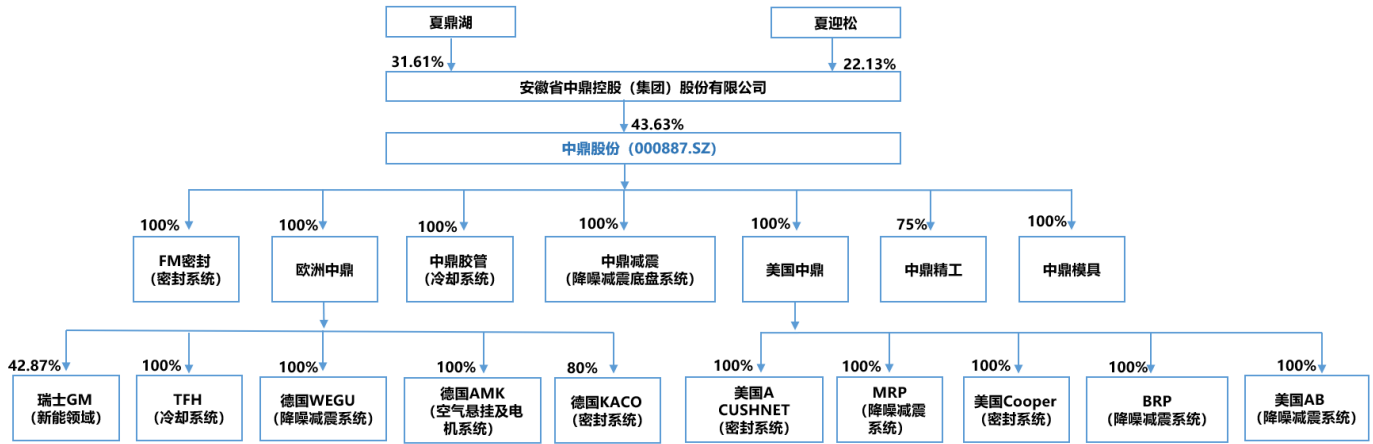 夏鼎湖
夏迎松
31.61%
22.13%
安徽省中鼎控股（集团）股份有限公司
43.63%
中鼎股份（000887.SZ）
100%
100%
100%
100%
100%
75%
100%
FM密封
（密封系统）
欧洲中鼎
中鼎胶管
（冷却系统）
中鼎减震
（降噪减震底盘系统）
美国中鼎
中鼎精工
中鼎模具
42.87%
100%
100%
100%
80%
100%
100%
100%
100%
100%
瑞士GM
（新能领域）
TFH
（冷却系统）
德国WEGU
（降噪减震系统）
德国AMK
（空气悬挂及电
机系统）
德国KACO
（密封系统）
美国A
CUSHNET
（密封系统）
MRP
（降噪减震
系统）
美国Cooper
（密封系统）
BRP
（降噪减震系统）
美国AB
（降噪减震系统）